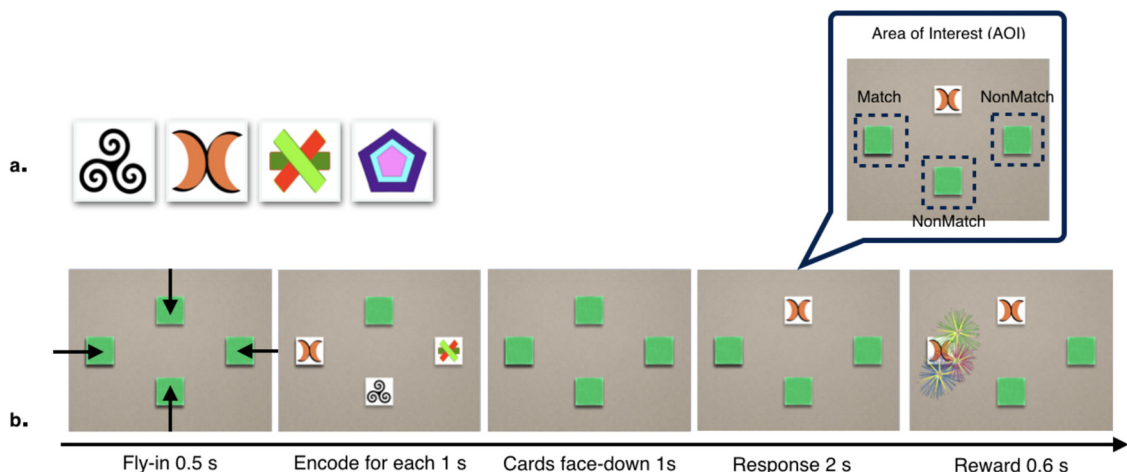 Area of Interest (AOI)
Match
NonMatch
NonMatch
a.
b.
Fly-in 0.5 s
Encode for each 1 s
Cards face-down 1s
Response 2 s
Reward 0.6 s